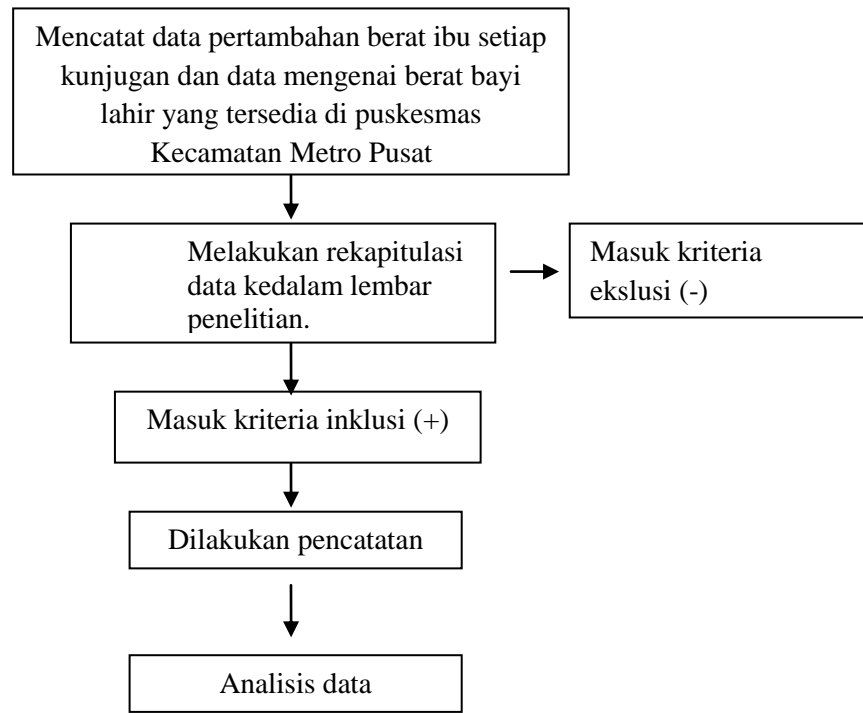 Mencatat data pertambahan berat ibu setiap
kunjugan dan data mengenai berat bayi
lahir yang tersedia di puskesmas
Kecamatan Metro Pusat
Melakukan rekapitulasi
data kedalam lembar
penelitian.
Masuk kriteria
ekslusi (-)
Masuk kriteria inklusi (+)
Dilakukan pencatatan
Analisis data